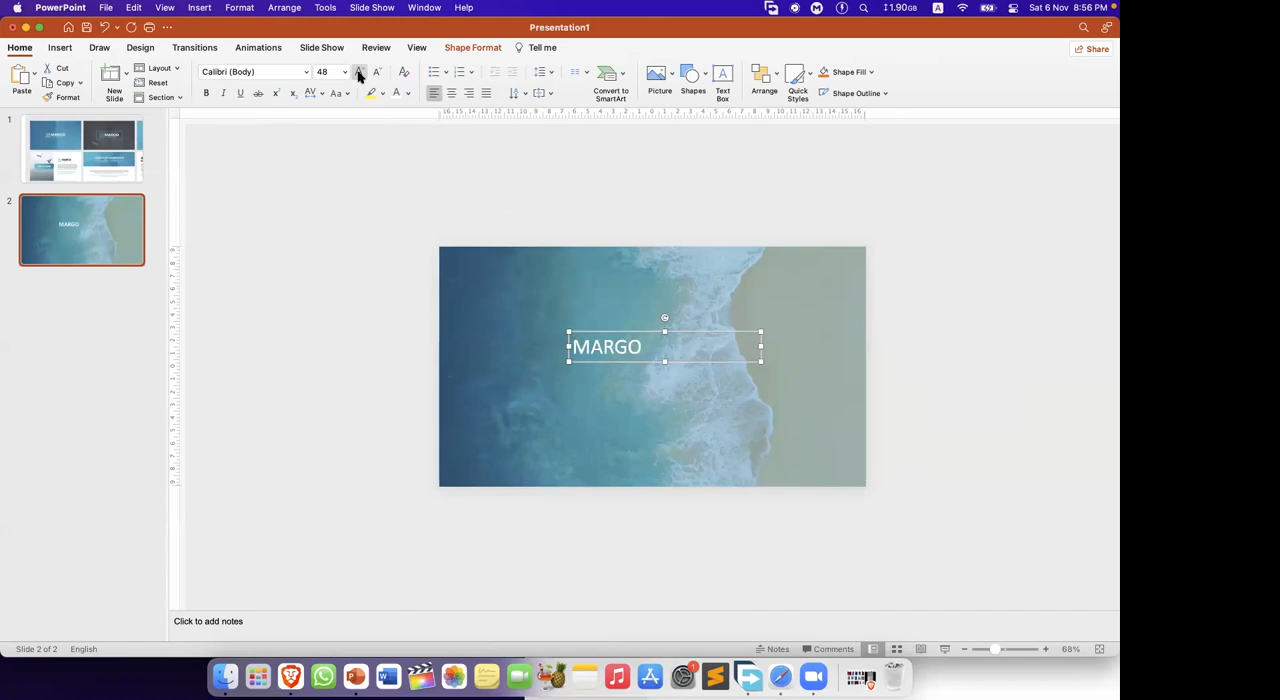 PowerPoint File Edit View Insert Format Arrange Tools Slide Show Window Help 1.90GB A Sat 6 Nov 8:56 PM
Presentation1
Home Insert Draw Design Transitions Animations Slide Show Review View Shape Format Tell me Share
Paste Cut Copy Format
New Slide Layout Reset Section
Calibri (Body) 48
Convert to SmartArt
Picture Shapes Text Box Arrange Quick Styles
Shape Fill
Shape Outline
1
MARGO MARGO
2
MARGO
MARGO
Click to add notes
Slide 2 of 2 English Notes Comments 68%